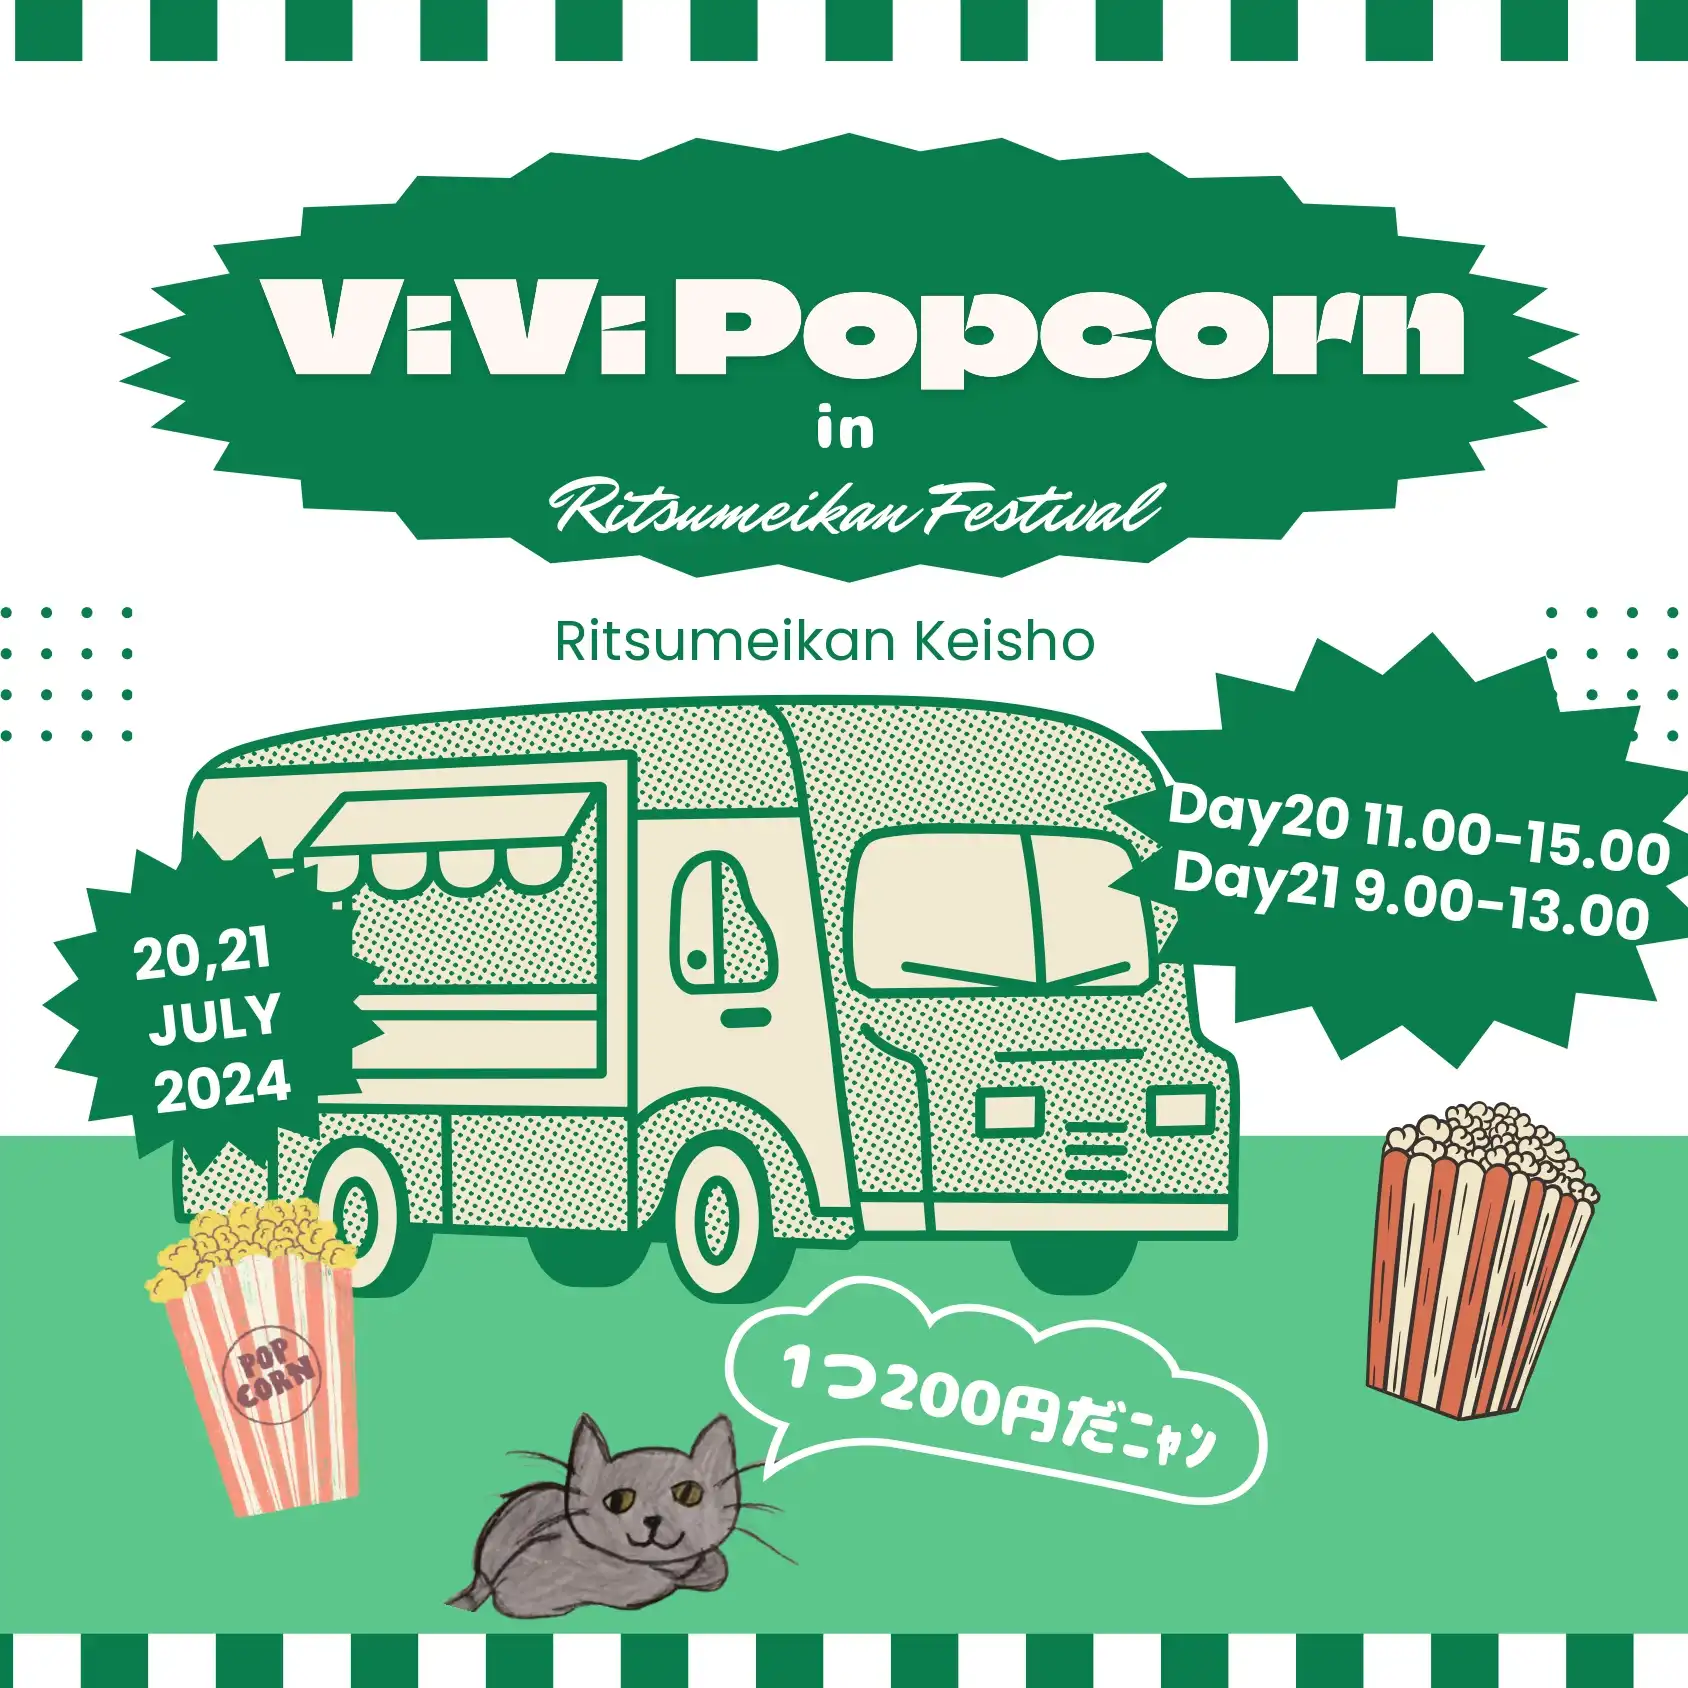 ViVi Popcorn
in
Ritsumeikan Festival
Ritsumeikan Keisho
Day20 11.00-15.00
Day21 9.00-13.00
20,21
JULY
2024
POP
CORN
1つ200円だﾆｬﾝ